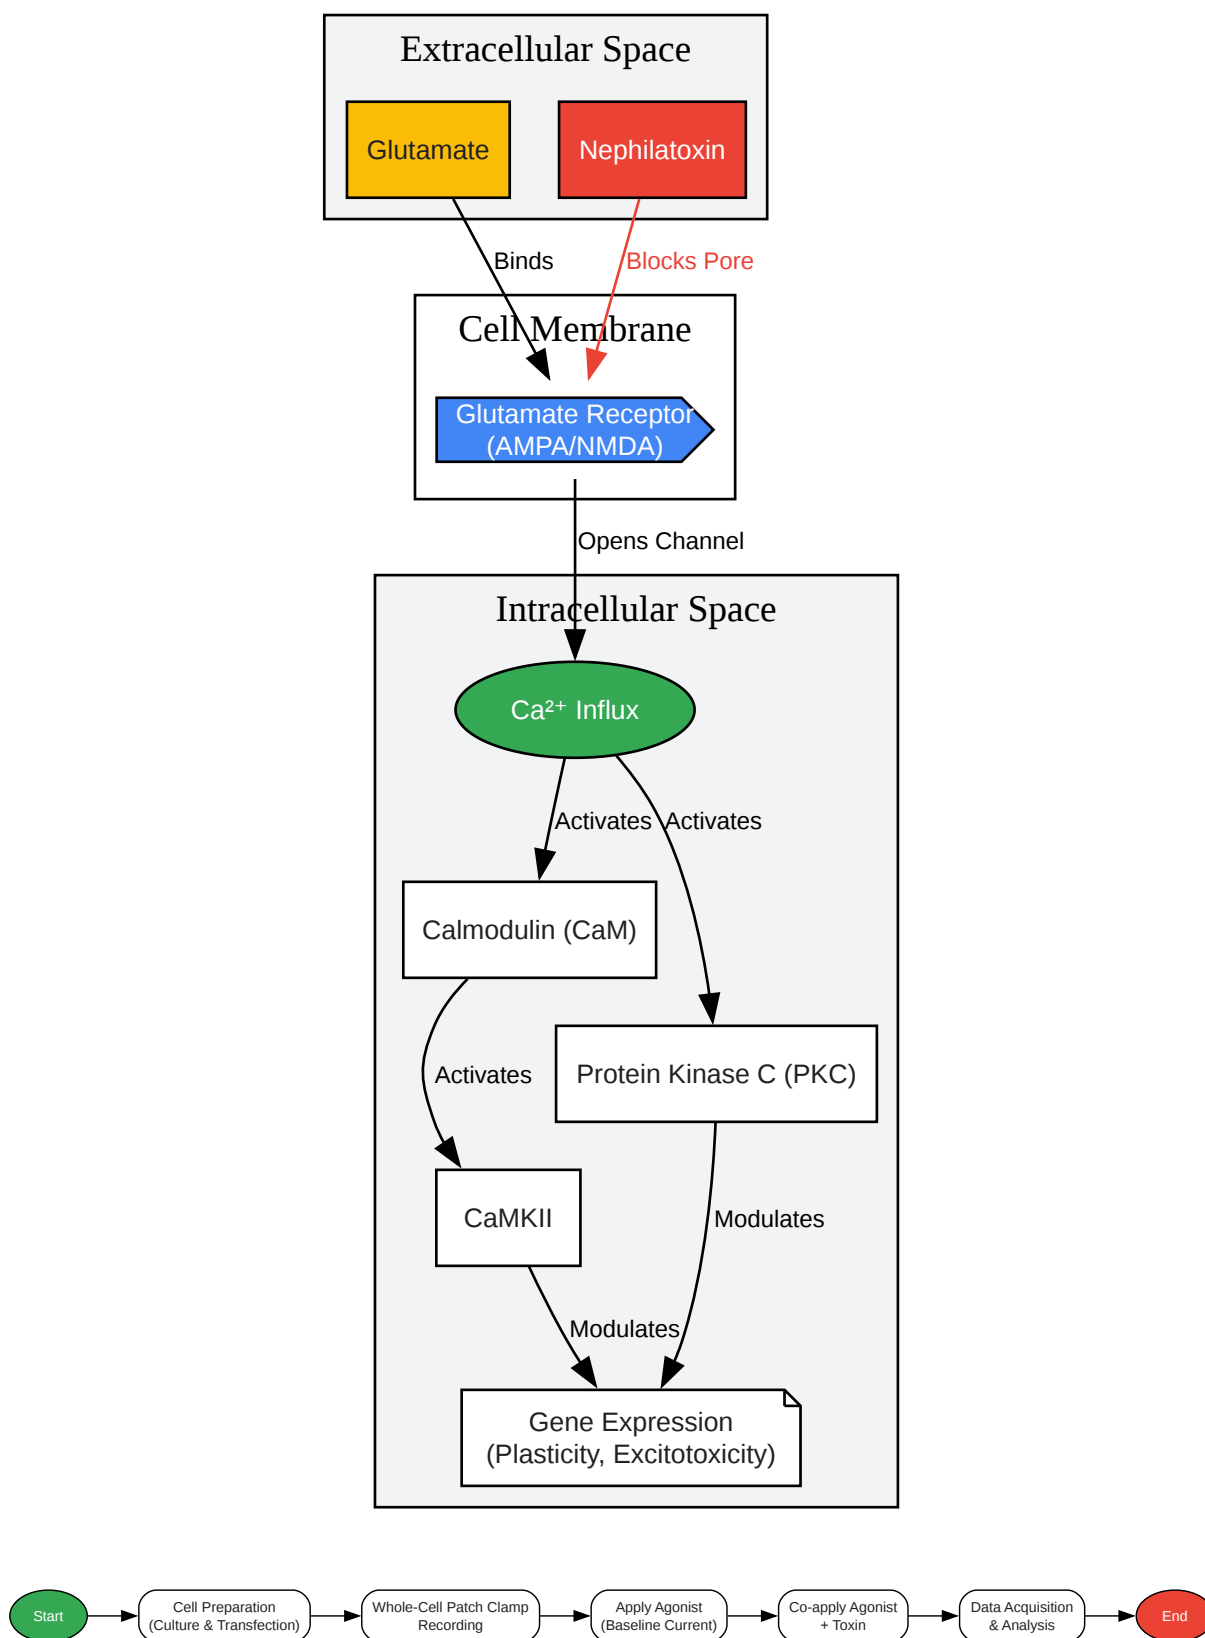 Extracellular Space
Glutamate
Nephilatoxin
Binds
Blocks Pore
Cell Membrane
Glutamate Receptor
(AMPA/NMDA)
Opens Channel
Intracellular Space
Ca²⁺ Influx
Activates
Activates
Calmodulin (CaM)
Activates
Protein Kinase C (PKC)
CaMKII
Modulates
Modulates
Gene Expression
(Plasticity, Excitotoxicity)
Start
Cell Preparation
(Culture & Transfection)
Whole-Cell Patch Clamp
Recording
Apply Agonist
(Baseline Current)
Co-apply Agonist
+ Toxin
Data Acquisition
& Analysis
End